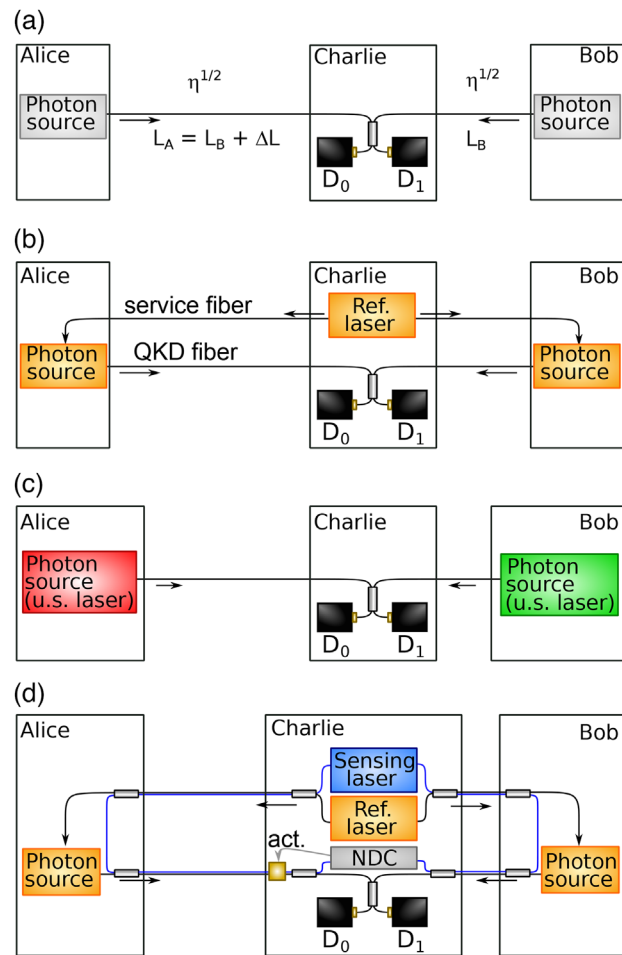 (a)
Alice
Charlie
Bob
Photon
source
η1/2
η1/2
Photon
source
LA = LB + ΔL
LB
D0
D1
(b)
Alice
Charlie
Bob
service fiber
Ref.
laser
Photon
source
QKD fiber
Photon
source
D0
D1
(c)
Alice
Charlie
Bob
Photon
source
(u.s. laser)
Photon
source
(u.s. laser)
D0
D1
(d)
Alice
Charlie
Bob
Sensing
laser
Ref.
laser
act.
NDC
Photon
source
Photon
source
D0
D1